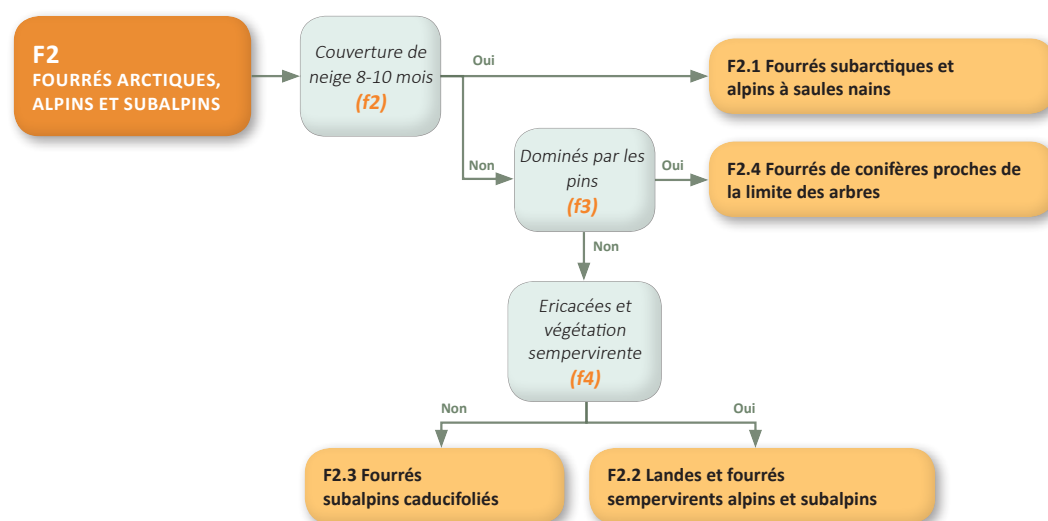 F2
FOURRÉS ARCTIQUES,
ALPINS ET SUBALPINS
Couverture de
neige 8-10 mois
(f2)
Oui
F2.1 Fourrés subarctiques et
alpins à saules nains
Non
Dominés par les
pins
(f3)
Oui
F2.4 Fourrés de conifères proches de
la limite des arbres
Non
Ericacées et
végétation
sempervirente
(f4)
Non
Oui
F2.3 Fourrés
subalpins caducifoliés
F2.2 Landes et fourrés
sempervirents alpins et subalpins